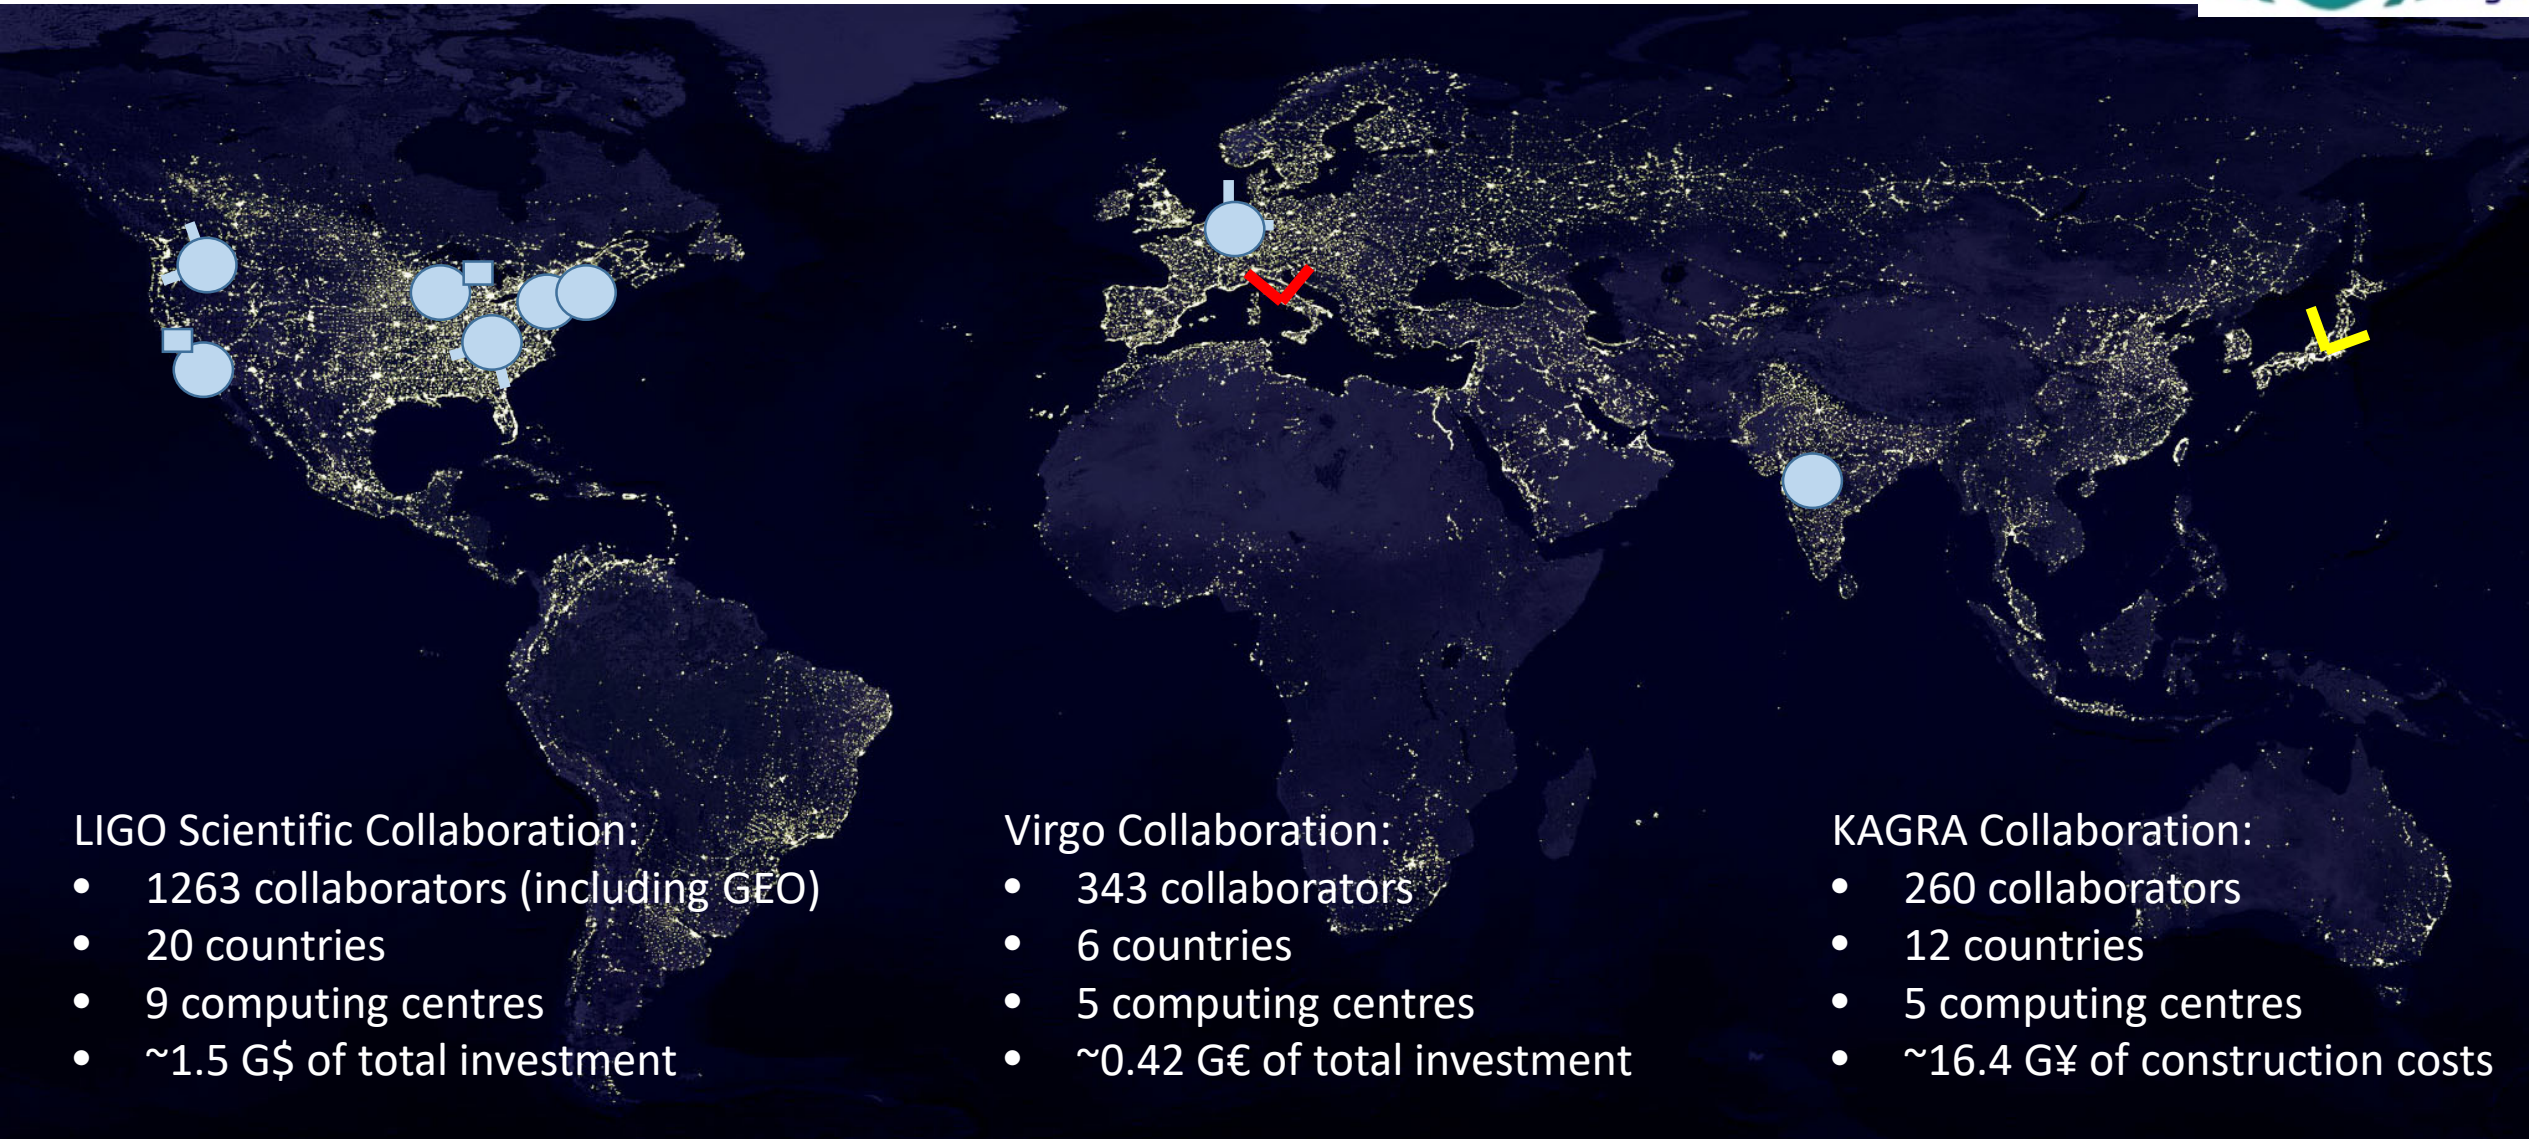 LIGO Scientific Collaboration:
• 1263 collaborators (including GEO)
• 20 countries
• 9 computing centres
• ~1.5 G$ of total investment
Virgo Collaboration:
• 343 collaborators
• 6 countries
• 5 computing centres
• ~0.42 G€ of total investment
KAGRA Collaboration:
• 260 collaborators
• 12 countries
• 5 computing centres
• ~16.4 G¥ of construction costs